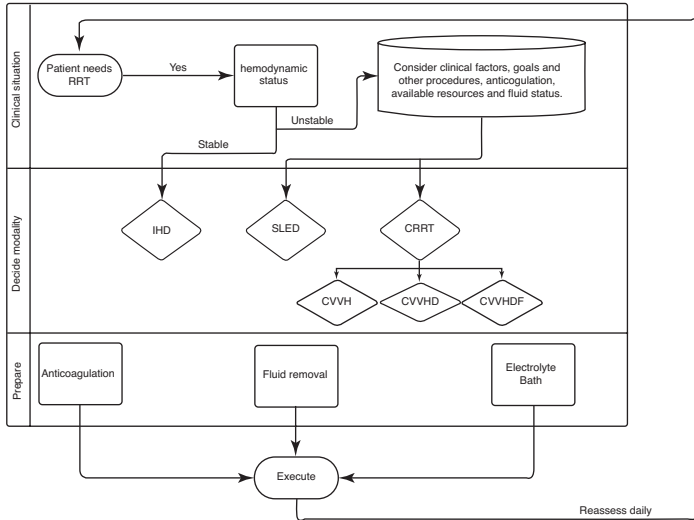 Clinical situation
Patient needs
RRT
Yes
hemodynamic
status
Consider clinical factors, goals and
other procedures, anticogulation,
available resources and fluid status.
Unstable
Stable
Decide modality
IHD
SLED
CRRT
CVVH
CVVHD
CVVHDF
Prepare
Anticoagulation
Fluid removal
Electrolyte
Bath
Execute
Reassess daily